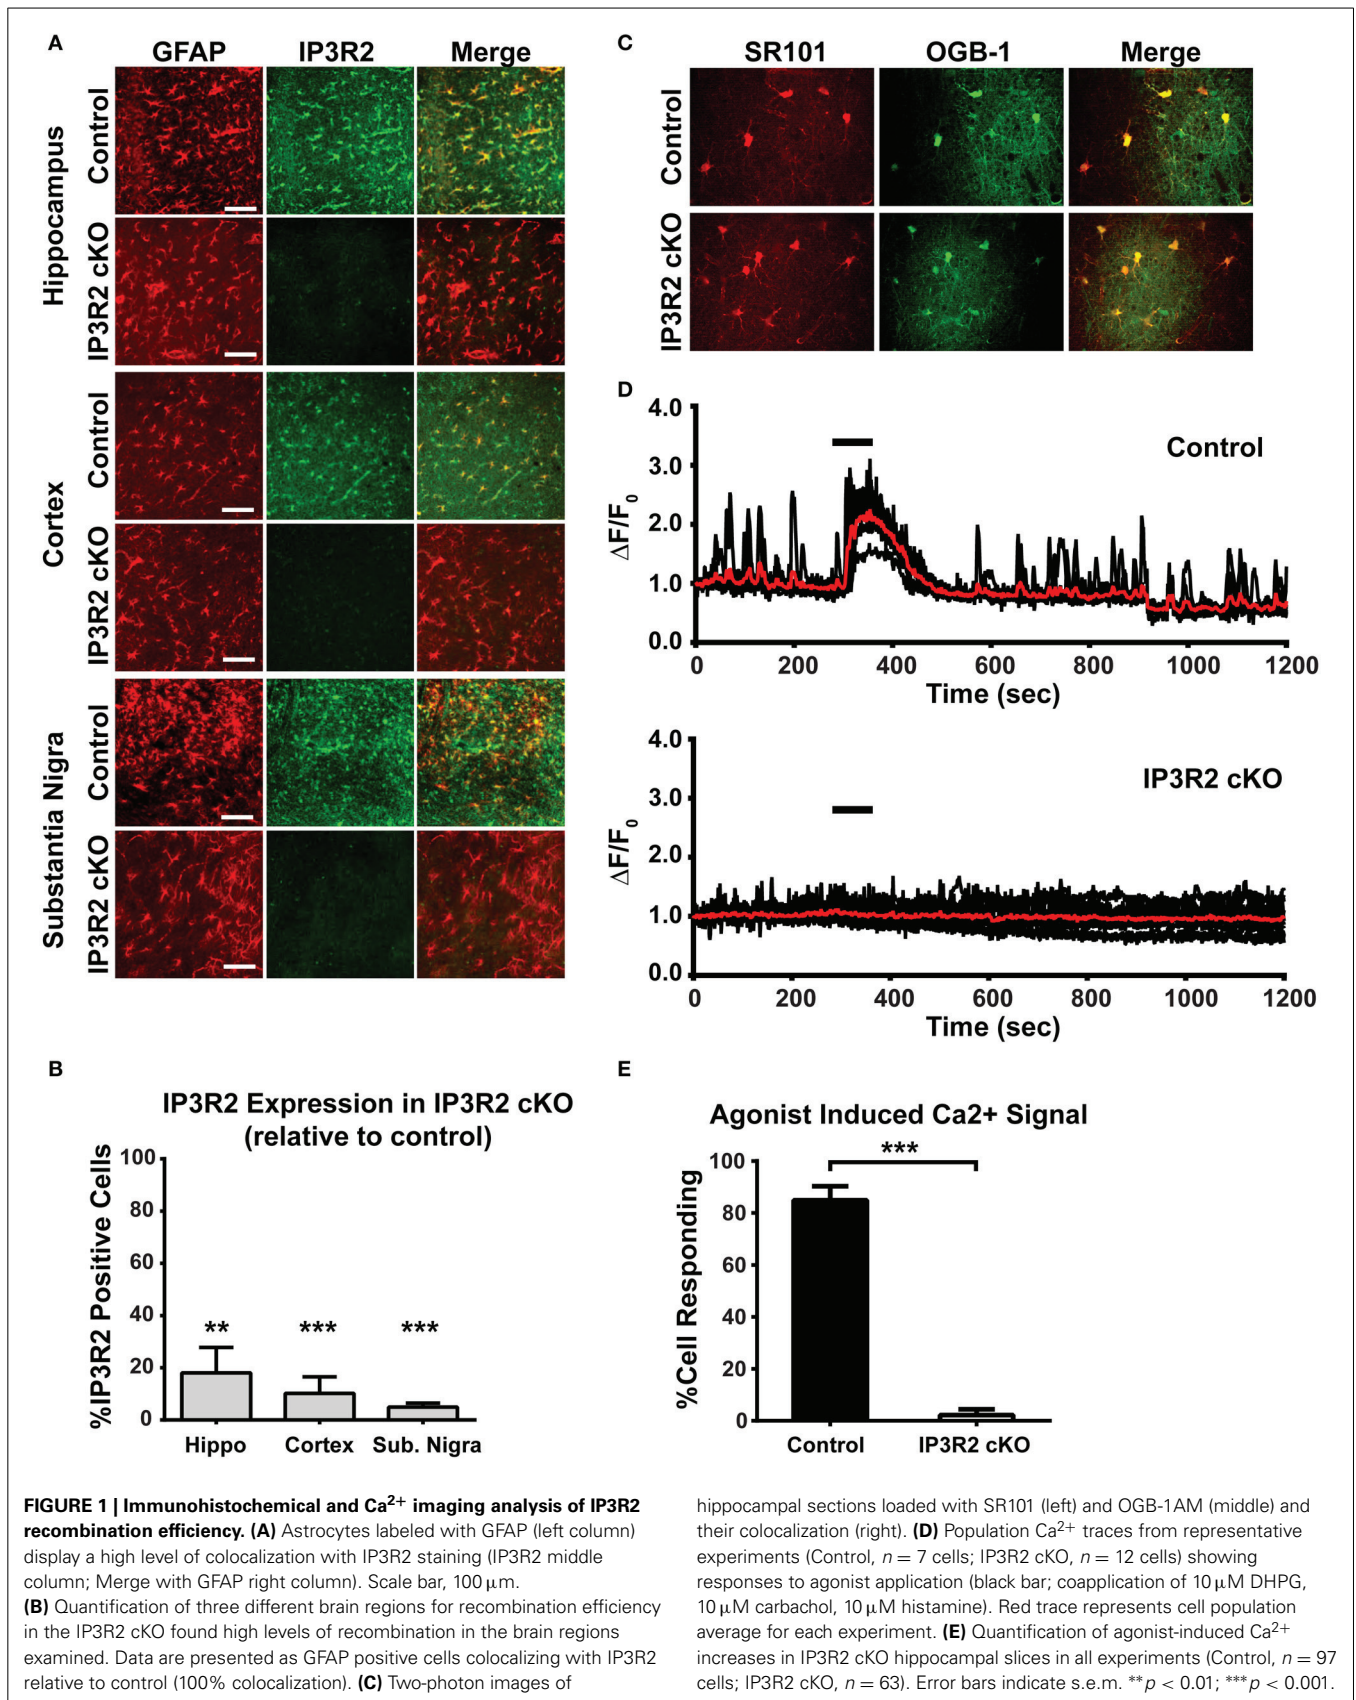 A
GFAP IP3R2 Merge
Hippocampus
Control
IP3R2 cKO
Cortex
Control
IP3R2 cKO
Substantia Nigra
Control
IP3R2 cKO
C
SR101 OGB-1 Merge
Control
IP3R2 cKO
D
4.0
3.0
2.0
1.0
0.0
ΔF/F0
Control
0 200 400 600 800 1000 1200
Time (sec)
4.0
3.0
2.0
1.0
0.0
ΔF/F0
IP3R2 cKO
0 200 400 600 800 1000 1200
Time (sec)
B
IP3R2 Expression in IP3R2 cKO
(relative to control)
%IP3R2 Positive Cells
100
80
60
40
20
0
** *** ***
Hippo Cortex Sub. Nigra
E
Agonist Induced Ca2+ Signal
***
%Cell Responding
100
80
60
40
20
0
Control IP3R2 cKO
FIGURE 1 | Immunohistochemical and Ca²⁺ imaging analysis of IP3R2
recombination efficiency. (A) Astrocytes labeled with GFAP (left column)
display a high level of colocalization with IP3R2 staining (IP3R2 middle
column; Merge with GFAP right column). Scale bar, 100 μm.
(B) Quantification of three different brain regions for recombination efficiency
in the IP3R2 cKO found high levels of recombination in the brain regions
examined. Data are presented as GFAP positive cells colocalizing with IP3R2
relative to control (100% colocalization). (C) Two-photon images of
hippocampal sections loaded with SR101 (left) and OGB-1AM (middle) and
their colocalization (right). (D) Population Ca²⁺ traces from representative
experiments (Control, n = 7 cells; IP3R2 cKO, n = 12 cells) showing
responses to agonist application (black bar; coapplication of 10 μM DHPG,
10 μM carbachol, 10 μM histamine). Red trace represents cell population
average for each experiment. (E) Quantification of agonist-induced Ca²⁺
increases in IP3R2 cKO hippocampal slices in all experiments (Control, n = 97
cells; IP3R2 cKO, n = 63). Error bars indicate s.e.m. **p < 0.01; ***p < 0.001.